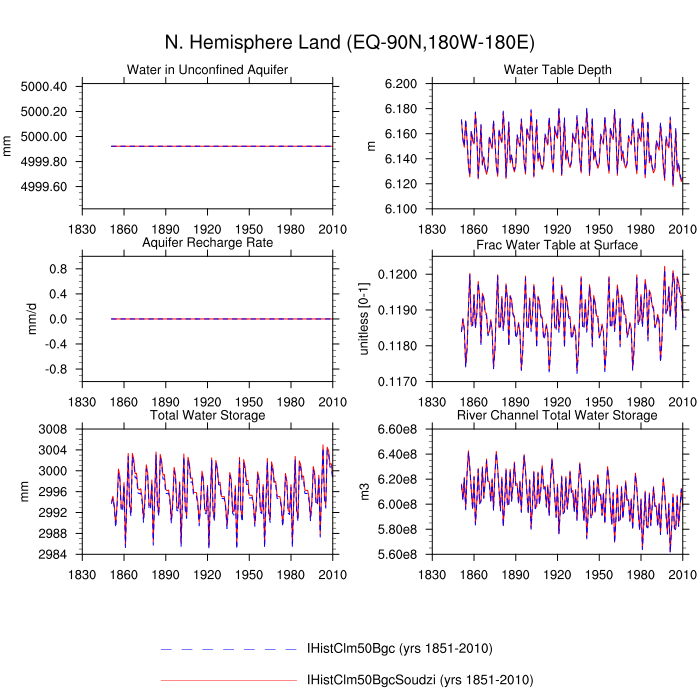 N. Hemisphere Land (EQ-90N,180W-180E)
Water in Unconfined Aquifer
5000.40
5000.20
5000.00
4999.80
4999.60
mm
1830 1860 1890 1920 1950 1980 2010
Water Table Depth
6.200
6.180
6.160
6.140
6.120
6.100
m
1830 1860 1890 1920 1950 1980 2010
Aquifer Recharge Rate
0.8
0.4
0.0
-0.4
-0.8
mm/d
1830 1860 1890 1920 1950 1980 2010
Frac Water Table at Surface
0.1200
0.1190
0.1180
0.1170
unitless [0-1]
1830 1860 1890 1920 1950 1980 2010
Total Water Storage
3008
3004
3000
2996
2992
2988
2984
mm
1830 1860 1890 1920 1950 1980 2010
River Channel Total Water Storage
6.60e8
6.40e8
6.20e8
6.00e8
5.80e8
5.60e8
m3
1830 1860 1890 1920 1950 1980 2010
IHistClm50Bgc (yrs 1851-2010)
IHistClm50BgcSoudzi (yrs 1851-2010)